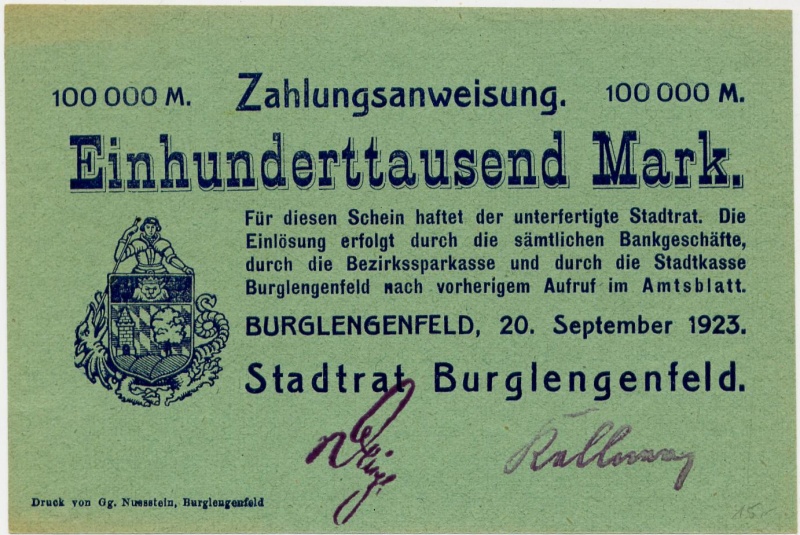 100 000 M. Zahlungsanweisung. 100 000 M.
Einhunderttausend Mark.
Für diesen Schein haftet der unterfertigte Stadtrat. Die
Einlösung erfolgt durch die sämtlichen Bankgeschäfte,
durch die Bezirkssparkasse und durch die Stadtkasse
Burglengenfeld nach vorherigem Aufruf im Amtsblatt.
BURGLENGENFELD, 20. September 1923.
Stadtrat Burglengenfeld.
Druck von Gg. Nuesstein, Burglengenfeld
15.-